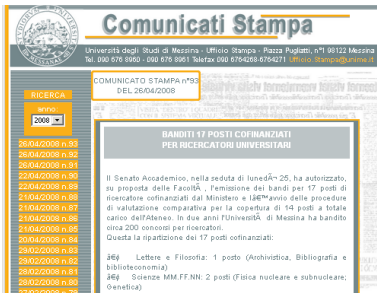 Comunicati Stampa
Università degli Studi di Messina - Ufficio Stampa - Piazza Pugliatti, n°1 98122 Messina
Tel. 090 676 8960 - 090 676 8961 Telefax 090 6764268-6764271 Ufficio.Stampa@unime.it
COMUNICATO STAMPA n°93
DEL 26/04/2008
RICERCA
anno:
2008
26/04/2008 n.93
26/04/2008 n.92
26/04/2008 n.91
22/04/2008 n.90
22/04/2008 n.89
21/04/2008 n.88
21/04/2008 n.87
21/04/2008 n.86
21/04/2008 n.85
20/04/2008 n.84
29/02/2008 n.83
29/02/2008 n.82
28/02/2008 n.81
28/02/2008 n.80
BANDITI 17 POSTI COFINANZIATI
PER RICERCATORI UNIVERSITARI
Il Senato Accademico, nella seduta di lunedÃ¬ 25, ha autorizzato,
su proposta delle FacoltÃ , l'emissione dei bandi per 17 posti di
ricercatore cofinanziati dal Ministero e lâ€™avvio delle procedure
di valutazione comparativa per la copertura di 14 posti a totale
carico dell'Ateneo. In due anni l'UniversitÃ di Messina ha bandito
circa 200 concorsi per ricercatori.
Questa la ripartizione dei 17 posti cofinanziati:
â€¢ Lettere e Filosofia: 1 posto (Archivistica, Bibliografia e
biblioteconomia)
â€¢ Scienze MM.FF.NN: 2 posti (Fisica nucleare e subnucleare;
Genetica)